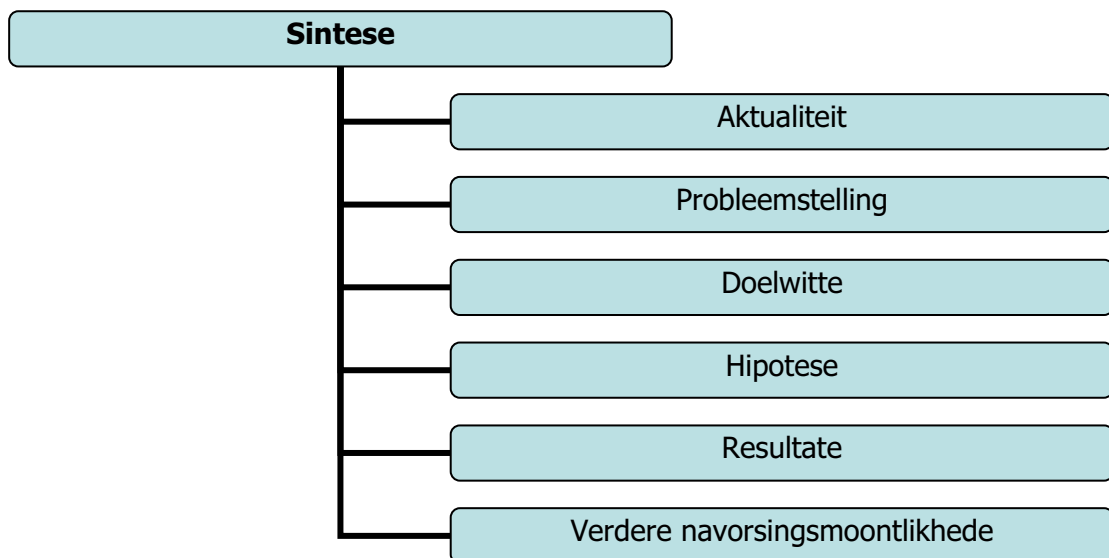 Sintese
Aktualiteit
Probleemstelling
Doelwitte
Hipotese
Resultate
Verdere navorsingsmoontlikhede